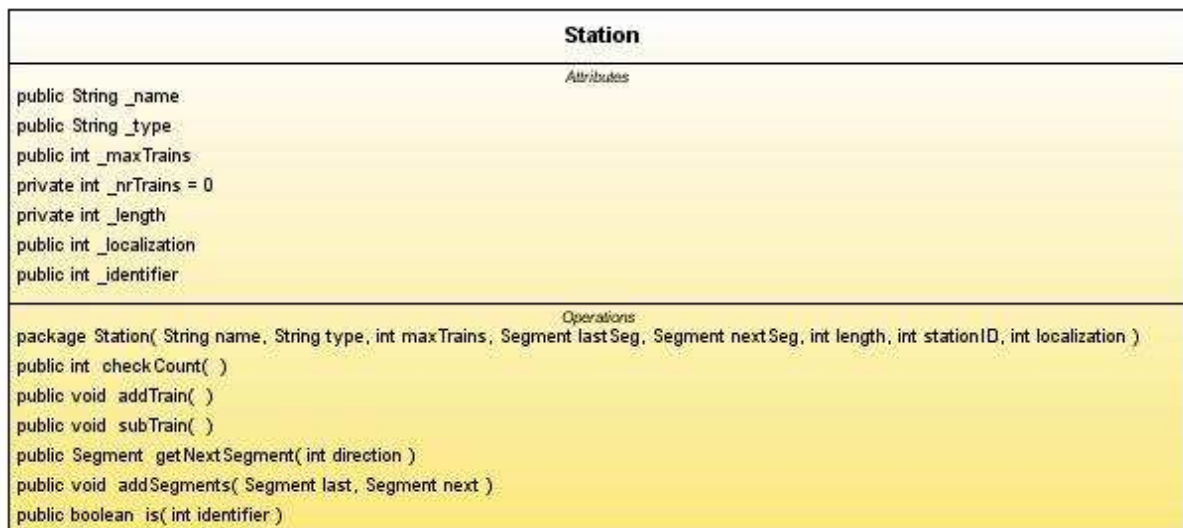 Station
Attributes
public String _name
public String _type
public int _maxTrains
private int _nrTrains = 0
private int _length
public int _localization
public int _identifier
Operations
package Station( String name, String type, int maxTrains, Segment lastSeg, Segment nextSeg, int length, int stationID, int localization )
public int checkCount( )
public void addTrain( )
public void subTrain( )
public Segment getNextSegment( int direction )
public void addSegments( Segment last, Segment next )
public boolean is( int identifier )